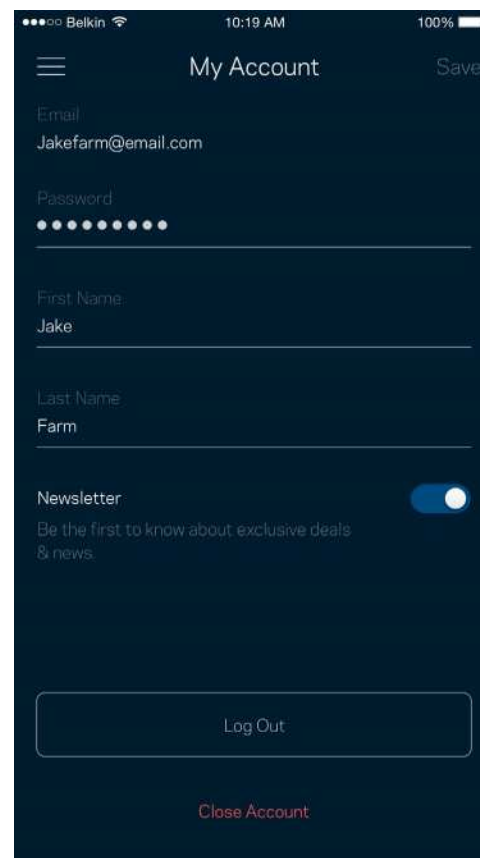 Belkin 10:19 AM 100%
My Account Save
Email
Jakefarm@email.com
Password
First Name
Jake
Last Name
Farm
Newsletter
Be the first to know about exclusive deals
& news.
Log Out
Close Account